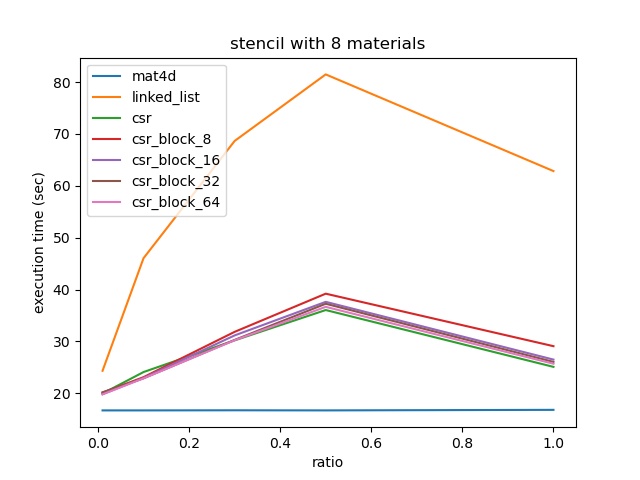 stencil with 8 materials
mat4d
linked_list
csr
csr_block_8
csr_block_16
csr_block_32
csr_block_64
execution time (sec)
80
70
60
50
40
30
20
0.0 0.2 0.4 0.6 0.8 1.0
ratio